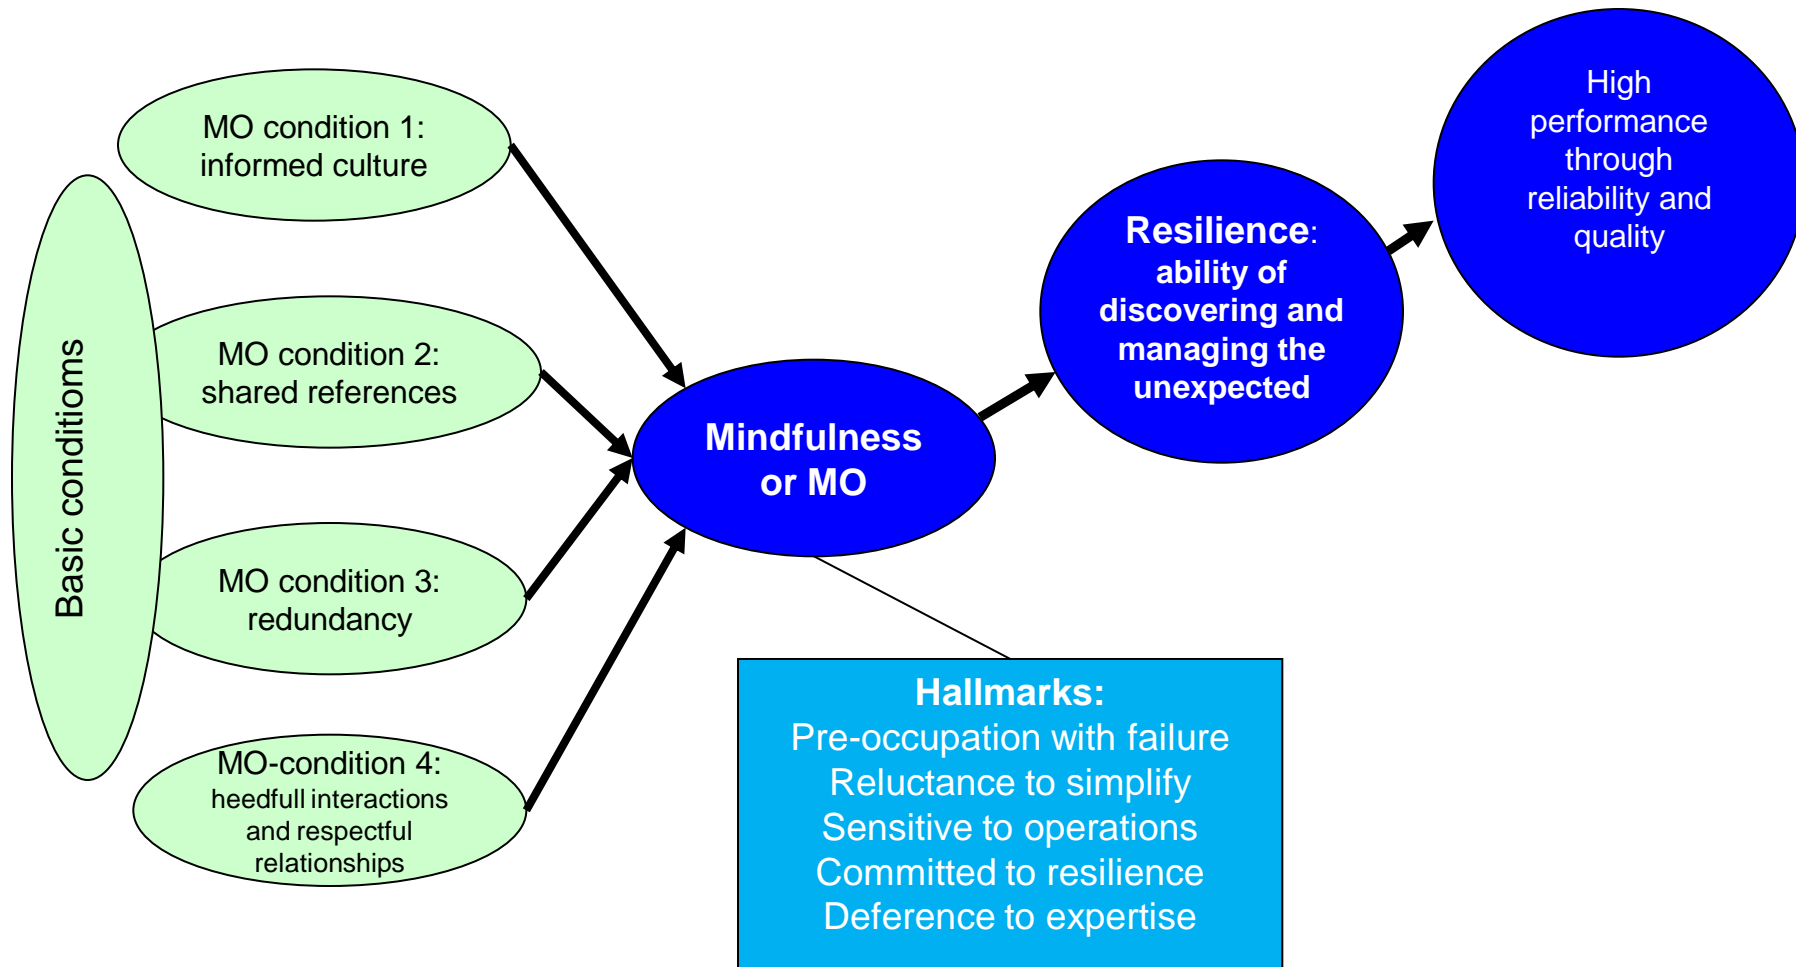 Basic conditioms
MO condition 1:
informed culture
MO condition 2:
shared references
MO condition 3:
redundancy
MO-condition 4:
heedfull interactions
and respectful
relationships
Mindfulness
or MO
Resilience:
ability of
discovering and
managing the
unexpected
High
performance
through
reliability and
quality
Hallmarks:
Pre-occupation with failure
Reluctance to simplify
Sensitive to operations
Committed to resilience
Deference to expertise